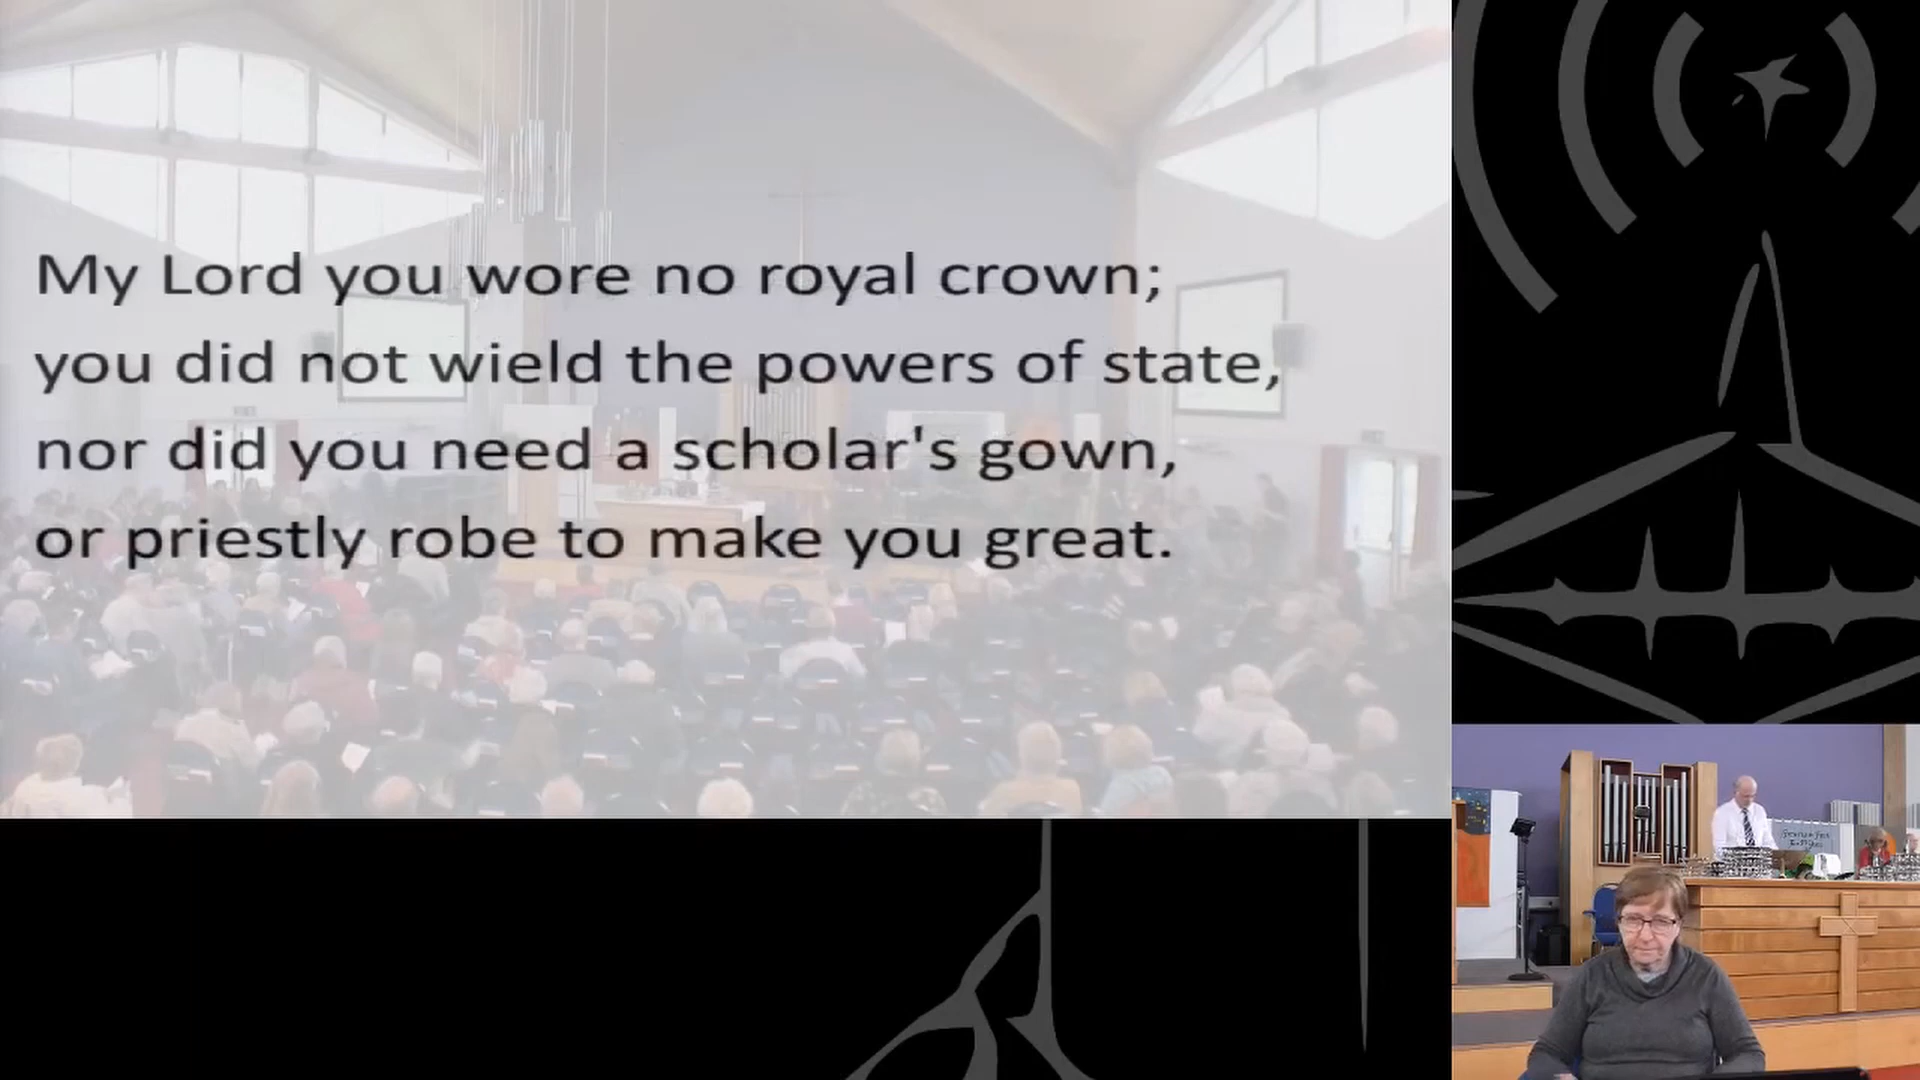 My Lord you wore no royal crown;
you did not wield the powers of state,
nor did you need a scholar's gown,
or priestly robe to make you great.